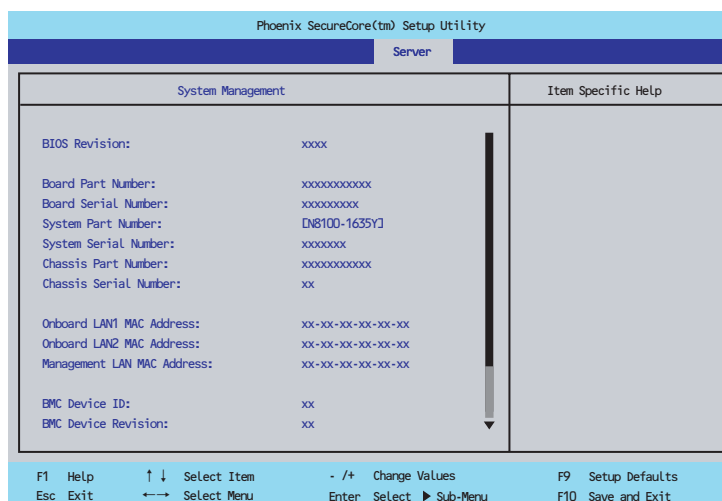 Phoenix SecureCore(tm) Setup Utility
Server
System Management
Item Specific Help
BIOS Revision: xxxx
Board Part Number: xxxxxxxxxxx
Board Serial Number: xxxxxxxxx
System Part Number: [N8100-1635Y]
System Serial Number: xxxxxxx
Chassis Part Number: xxxxxxxxxxx
Chassis Serial Number: xx
Onboard LAN1 MAC Address: xx-xx-xx-xx-xx-xx
Onboard LAN2 MAC Address: xx-xx-xx-xx-xx-xx
Management LAN MAC Address: xx-xx-xx-xx-xx-xx
BMC Device ID: xx
BMC Device Revision: xx
F1 Help ↑ ↓ Select Item - /+ Change Values F9 Setup Defaults
Esc Exit ←→ Select Menu Enter Select ▶ Sub-Menu F10 Save and Exit